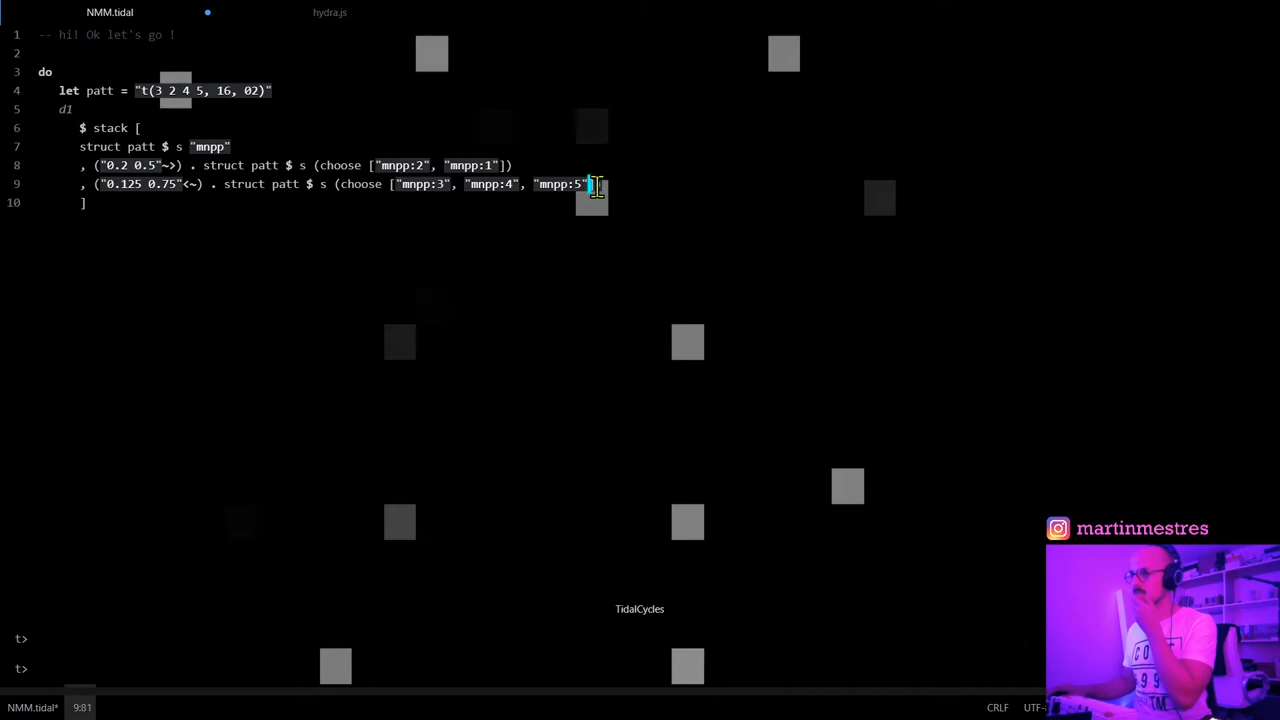 NMM.tidal hydra.js
1 -- hi! Ok let's go !
2
3 do
4 let patt = "t(3 2 4 5, 16, 02)"
5 d1
6 $ stack [
7 struct patt $ s "mnpp"
8 , ("0.2 0.5"~>) . struct patt $ s (choose ["mnpp:2", "mnpp:1"])
9 , ("0.125 0.75"<~) . struct patt $ s (choose ["mnpp:3", "mnpp:4", "mnpp:5"
10 ]
martinmestres
TidalCycles
t>
t>
NMM.tidal* 9:81 CRLF